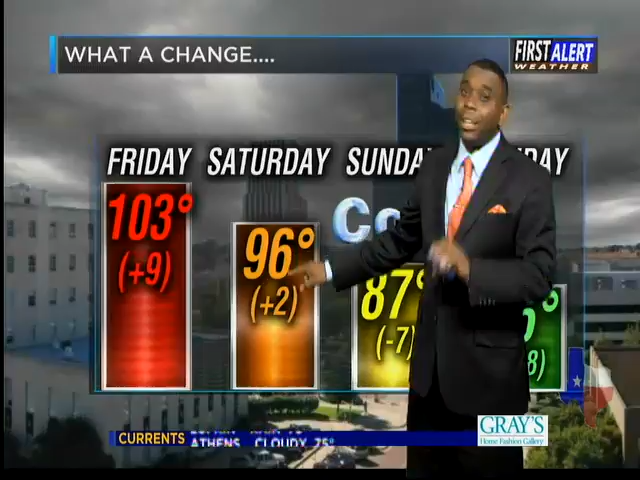 WHAT A CHANGE....
FIRST ALERT
WEATHER
FRIDAY SATURDAY
103°
(+9)
96°
(+2)
87
(-7)
CURRENTS
ATHENS CLOUDY 75°
GRAY'S
Home Fashion Gallery